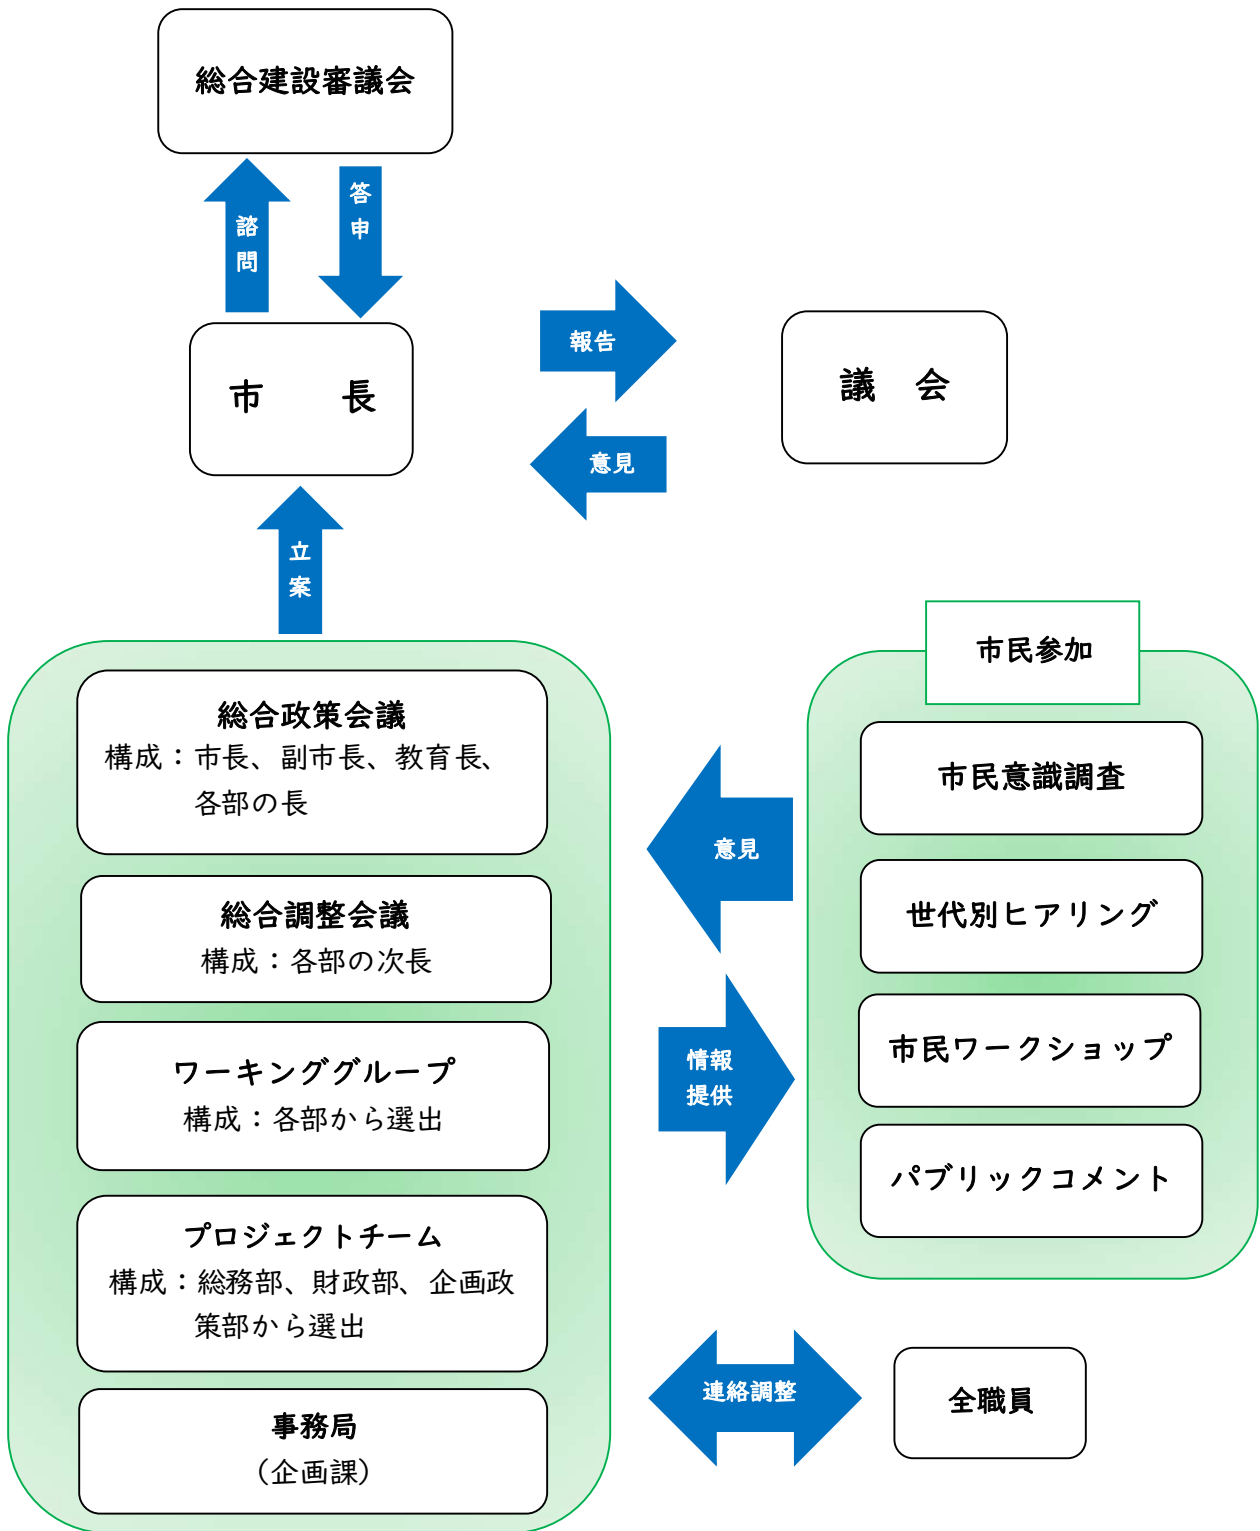 総合建設審議会
諮問
答申
市　　長
報告
意見
議　会
立案
総合政策会議
構成：市長、副市長、教育長、
各部の長
総合調整会議
構成：各部の次長
ワーキンググループ
構成：各部から選出
プロジェクトチーム
構成：総務部、財政部、企画政
策部から選出
事務局
（企画課）
意見
情報
提供
連絡調整
市民参加
市民意識調査
世代別ヒアリング
市民ワークショップ
パブリックコメント
全職員